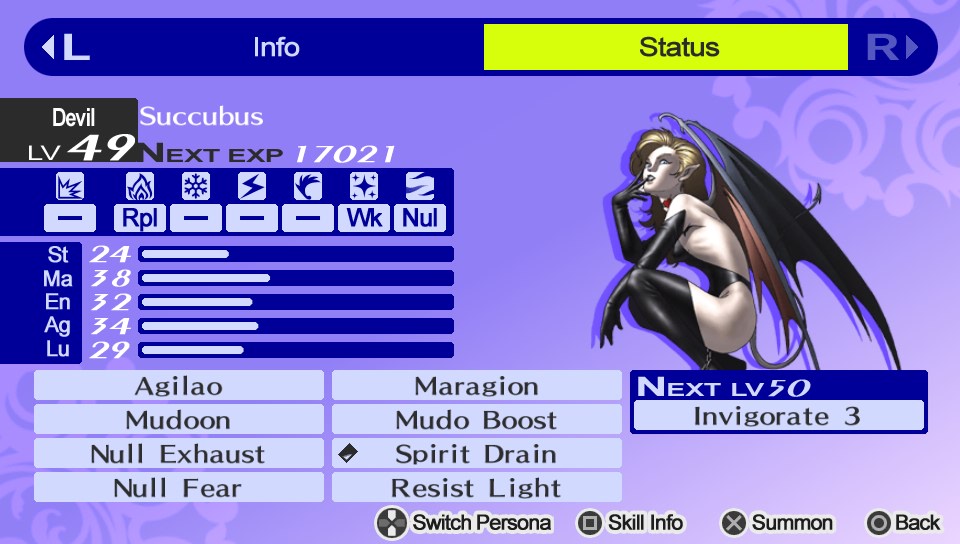 L Info Status R
Devil Succubus
LV 49 NEXT EXP 17021
— Rpl — — — Wk Nul
St 24
Ma 38
En 32
Ag 34
Lu 29
Agilao Maragion
Mudoon Mudo Boost
Null Exhaust Spirit Drain
Null Fear Resist Light
NEXT LV 50
Invigorate 3
Switch Persona Skill Info Summon Back